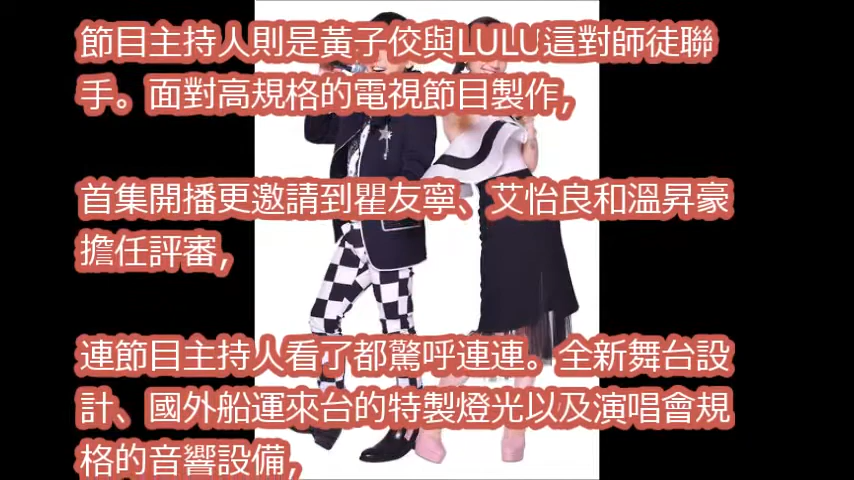 節目主持人則是黃子佼與LULU這對師徒聯
手。面對高規格的電視節目製作，
首集開播更邀請到瞿友寧、艾怡良和溫昇豪
擔任評審，
連節目主持人看了都驚呼連連。全新舞台設
計、國外船運來台的特製燈光以及演唱會規
格的音響設備，